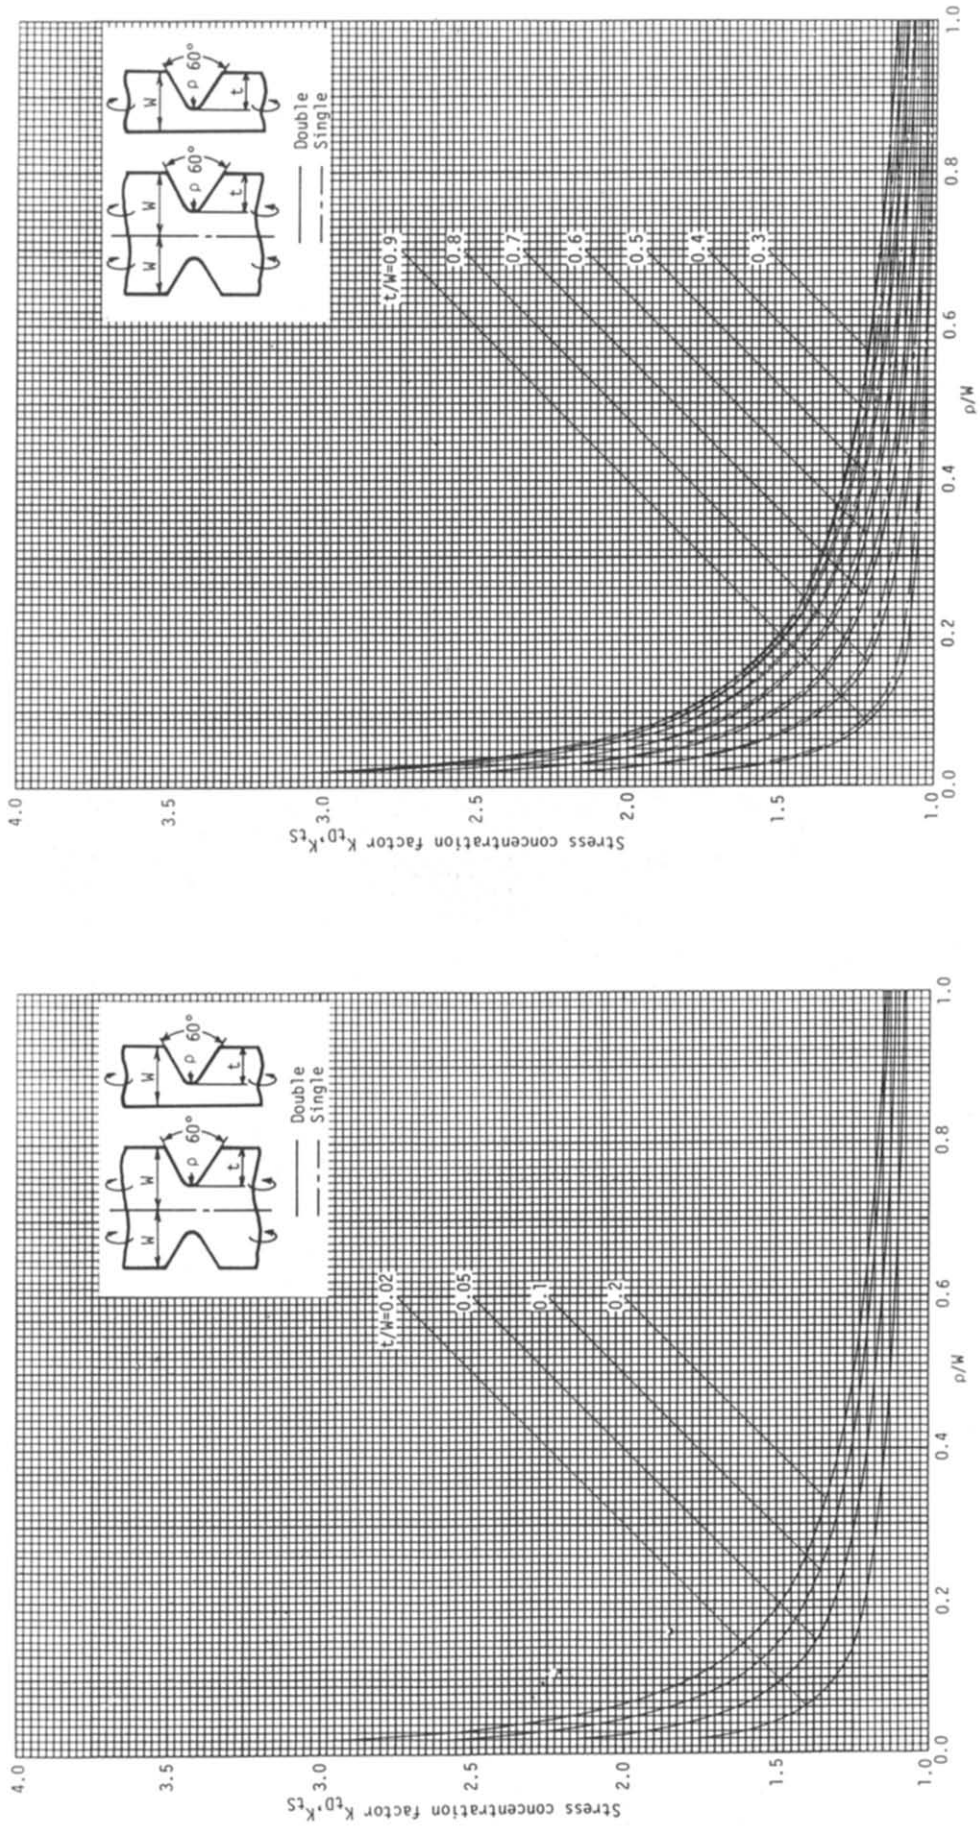 4.0
3.5
3.0
2.5
2.0
1.5
1.0
Stress concentration factor KtD,KtS
0.0
0.2
0.4
0.6
0.8
1.0
ρ/W
t/W=0.02
0.05
0.1
0.2
W
W
ρ 60°
t
W
ρ 60°
t
Double
Single
4.0
3.5
3.0
2.5
2.0
1.5
1.0
Stress concentration factor KtD,KtS
0.0
0.2
0.4
0.6
0.8
1.0
ρ/W
t/W=0.9
0.8
0.7
0.6
0.5
0.4
0.3
W
W
ρ 60°
t
W
ρ 60°
t
Double
Single